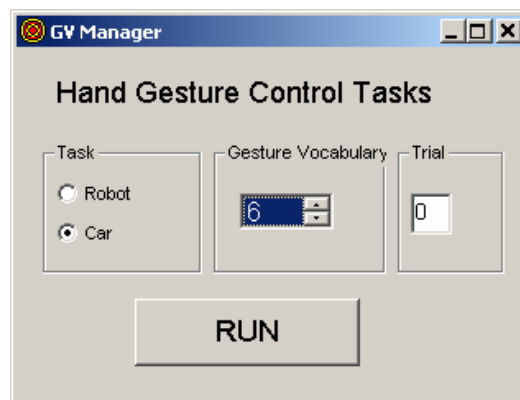 GV Manager
Hand Gesture Control Tasks
Task
Gesture Vocabulary
Trial
Robot
Car
6
0
RUN